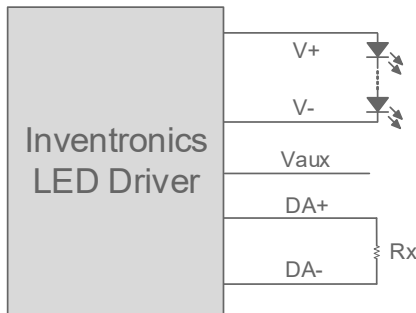 Inventronics
LED Driver
V+
V-
Vaux
DA+
DA-
Rx